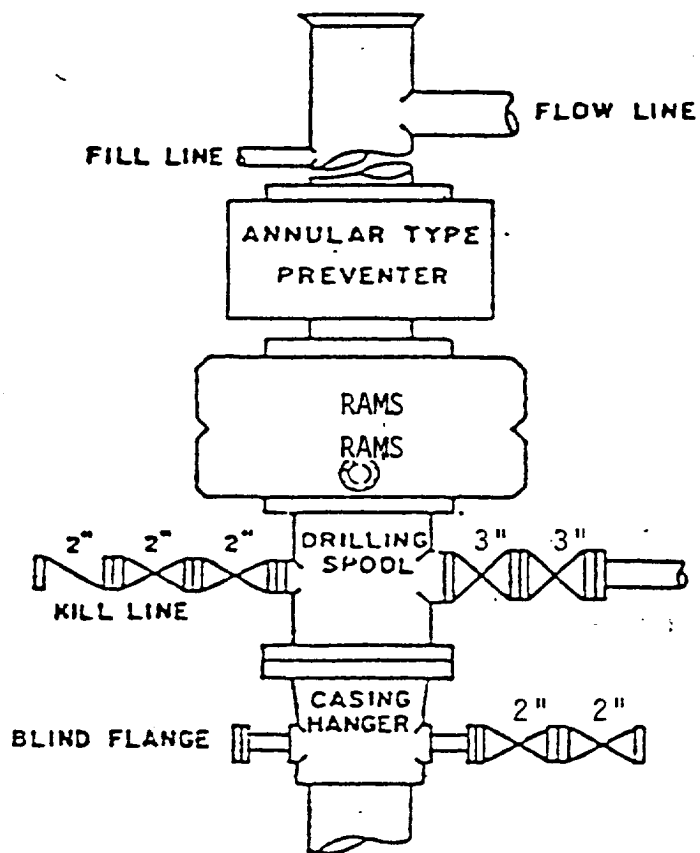 FLOW LINE
FILL LINE
ANNULAR TYPE
PREVENTER
RAMS
RAMS
2" 2" 2"
DRILLING
SPOOL
3" 3"
KILL LINE
CASING
HANGER
2" 2"
BLIND FLANGE